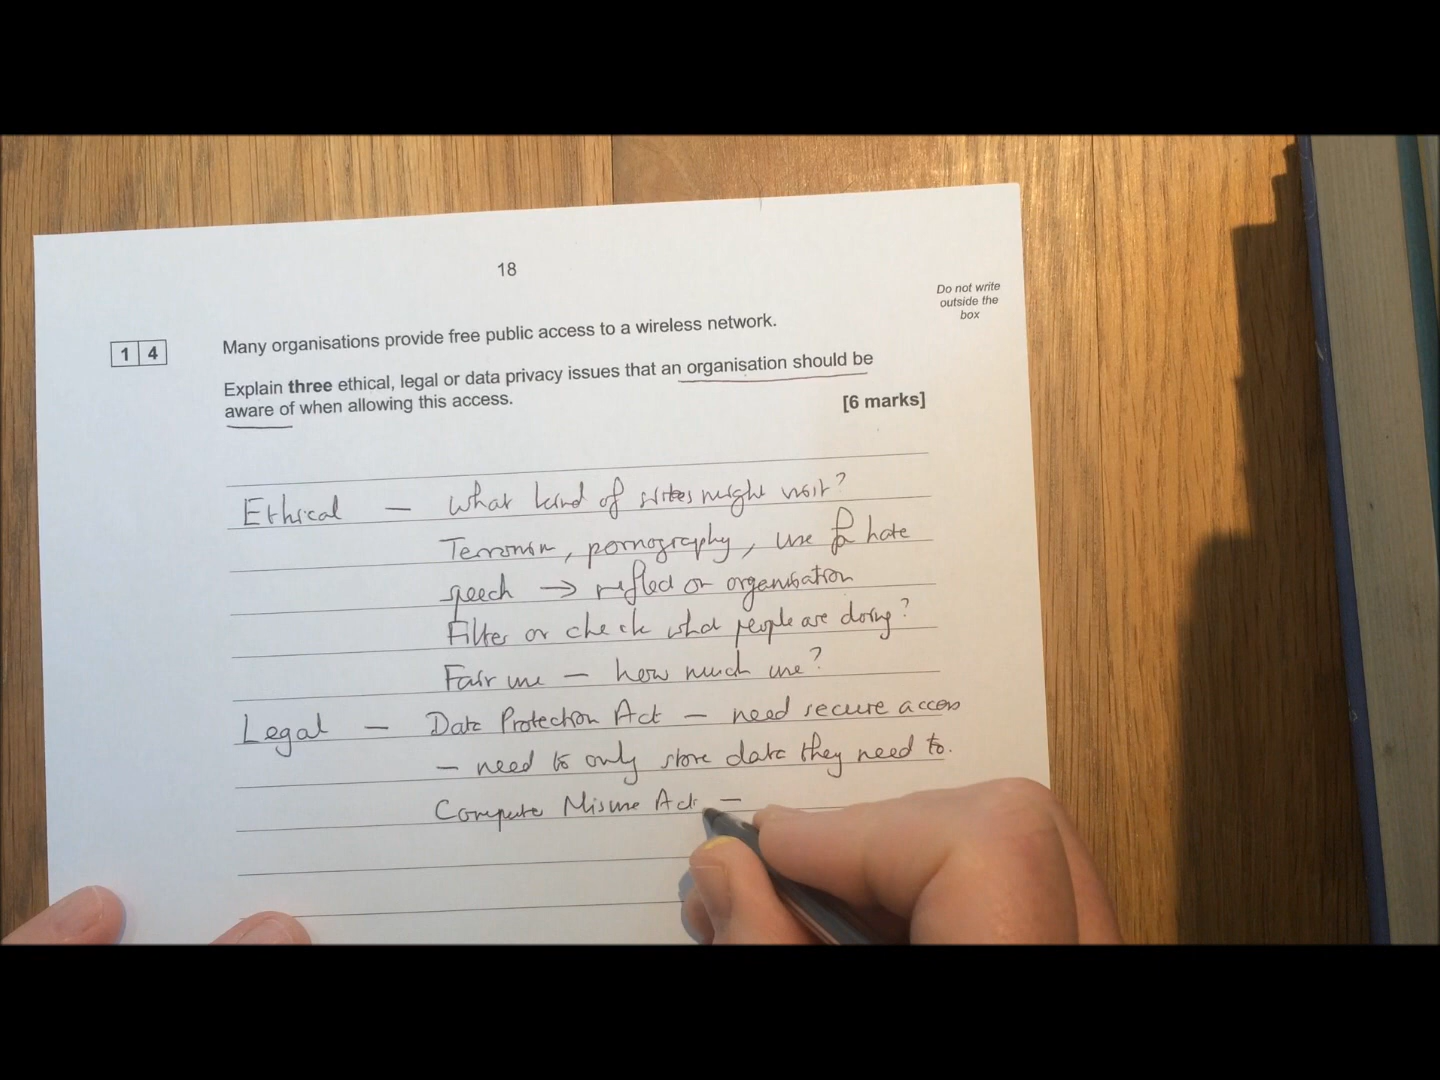 18
Do not write
outside the
box
1 4
Many organisations provide free public access to a wireless network.
Explain three ethical, legal or data privacy issues that an organisation should be
aware of when allowing this access.
[6 marks]
Ethical — What kind of sites might visit?
Terrorism, pornography, use for hate
speech → reflect on organisation
Filter or check what people are doing?
Fair use — how much use?
Legal — Data Protection Act — need secure access
— need to only store data they need to.
Computer Misuse Act —